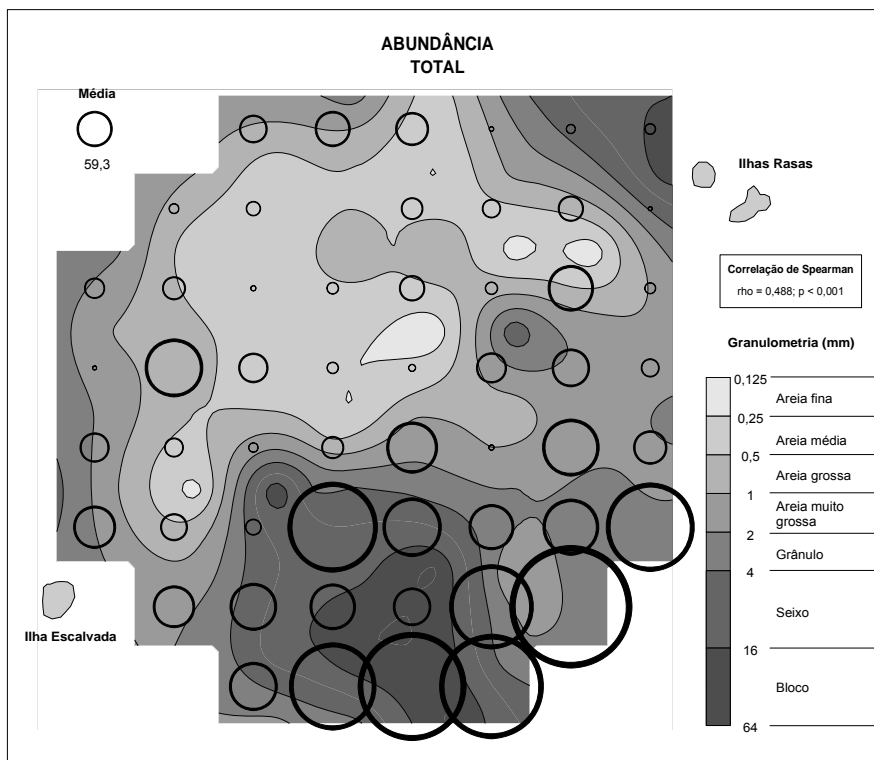 ABUNDÂNCIA
TOTAL
Média
59,3
Ilhas Rasas
Correlação de Spearman
rho = 0,488; p < 0,001
Granulometria (mm)
0,125
Areia fina
0,25
Areia média
0,5
Areia grossa
1
Areia muito
grossa
2
Grânulo
4
Seixo
16
Bloco
64
Ilha Escalvada